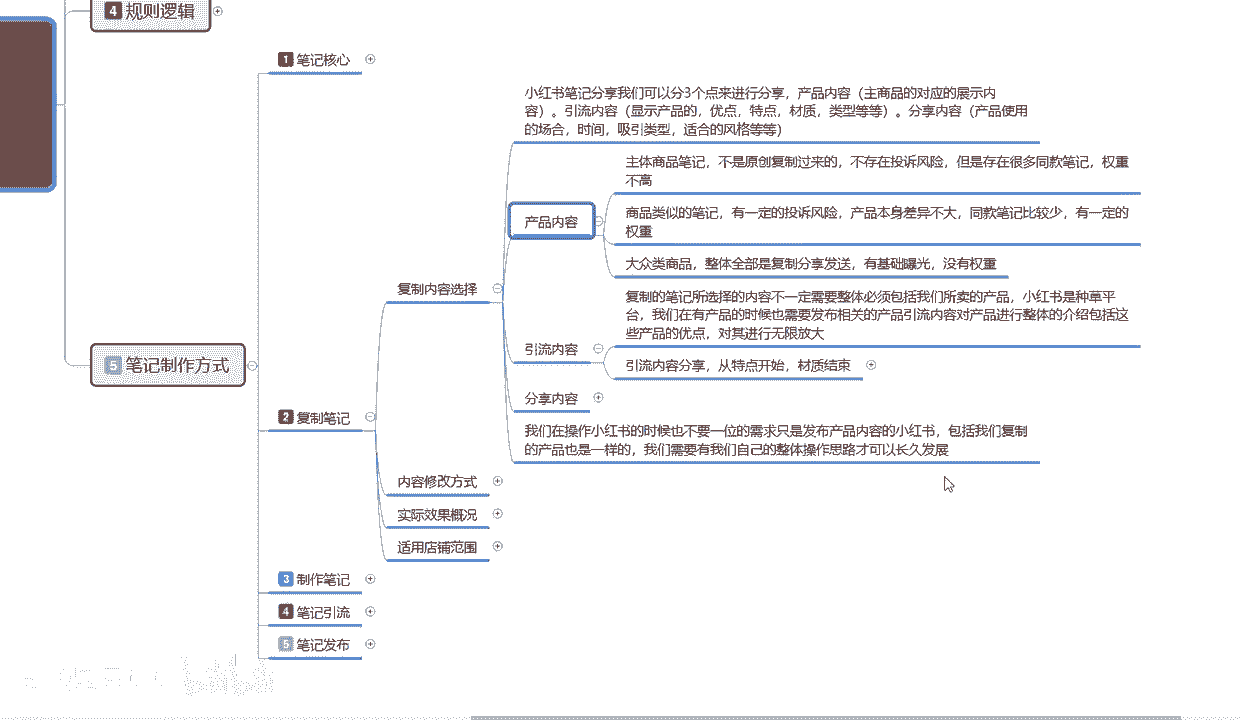 4 规则逻辑
1 笔记核心
小红书笔记分享我们可以分3个点来进行分享，产品内容（主商品的对应的展示内
容）。引流内容（显示产品的，优点，特点，材质，类型等等）。分享内容（产品使用
的场合，时间，吸引类型，适合的风格等等）
主体商品笔记，不是原创复制过来的，不存在投诉风险，但是存在很多同款笔记，权重
不高
产品内容
商品类似的笔记，有一定的投诉风险，产品本身差异不大，同款笔记比较少，有一定的
权重
大众类商品，整体全部是复制分享发送，有基础曝光，没有权重
复制内容选择
复制的笔记所选择的内容不一定需要整体必须包括我们所卖的产品，小红书是种草平
台，我们在有产品的时候也需要发布相关的产品引流内容对产品进行整体的介绍包括这
些产品的优点，对其进行无限放大
引流内容
引流内容分享，从特点开始，材质结束
5 笔记制作方式
分享内容
2 复制笔记
我们在操作小红书的时候也不要一位的需求只是发布产品内容的小红书，包括我们复制
的产品也是一样的，我们需要有我们自己的整体操作思路才可以长久发展
内容修改方式
实际效果概况
适用店铺范围
3 制作笔记
4 笔记引流
5 笔记发布